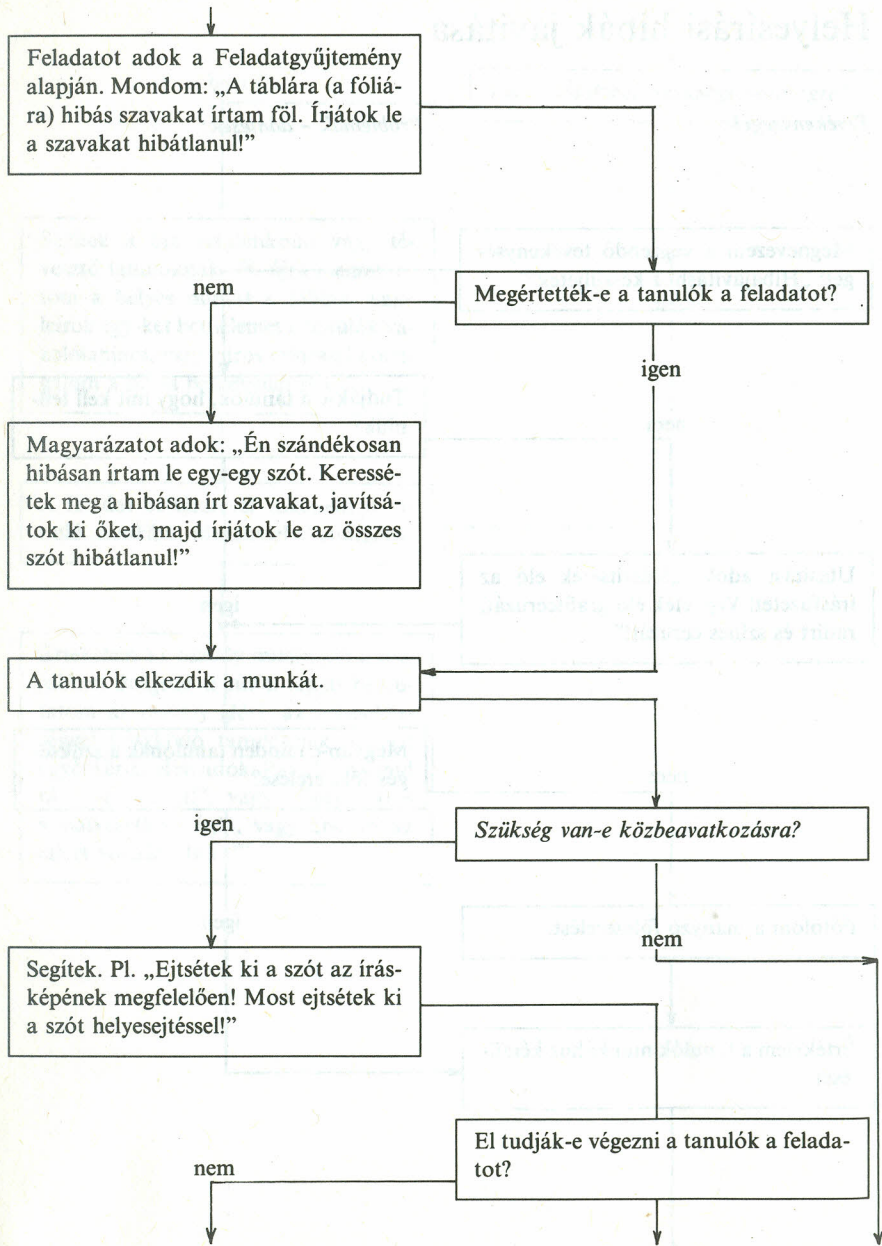 Feladatot adok a Feladatgyűjtemény
alapján. Mondom: „A táblára (a fóliá-
ra) hibás szavakat írtam föl. Írjátok le
a szavakat hibátlanul!”
nem
Megértették-e a tanulók a feladatot?
igen
Magyarázatot adok: „Én szándékosan
hibásan írtam le egy-egy szót. Keressé-
tek meg a hibásan írt szavakat, javítsá-
tok ki őket, majd írjátok le az összes
szót hibátlanul!”
A tanulók elkezdik a munkát.
igen
Szükség van-e közbeavatkozásra?
nem
Segítek. Pl. „Ejtsétek ki a szót az írás-
képének megfelelően! Most ejtsétek ki
a szót helyesejtéssel!”
El tudják-e végezni a tanulók a felada-
tot?
nem